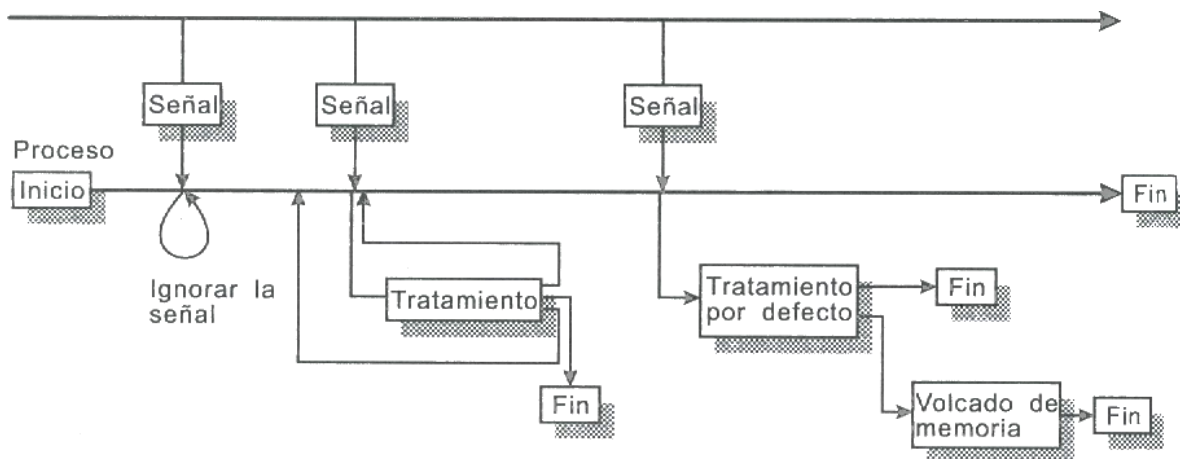 Señal
Señal
Señal
Proceso
Inicio
Fin
Ignorar la
señal
Tratamiento
Tratamiento
por defecto
Fin
Fin
Volcado de
memoria
Fin